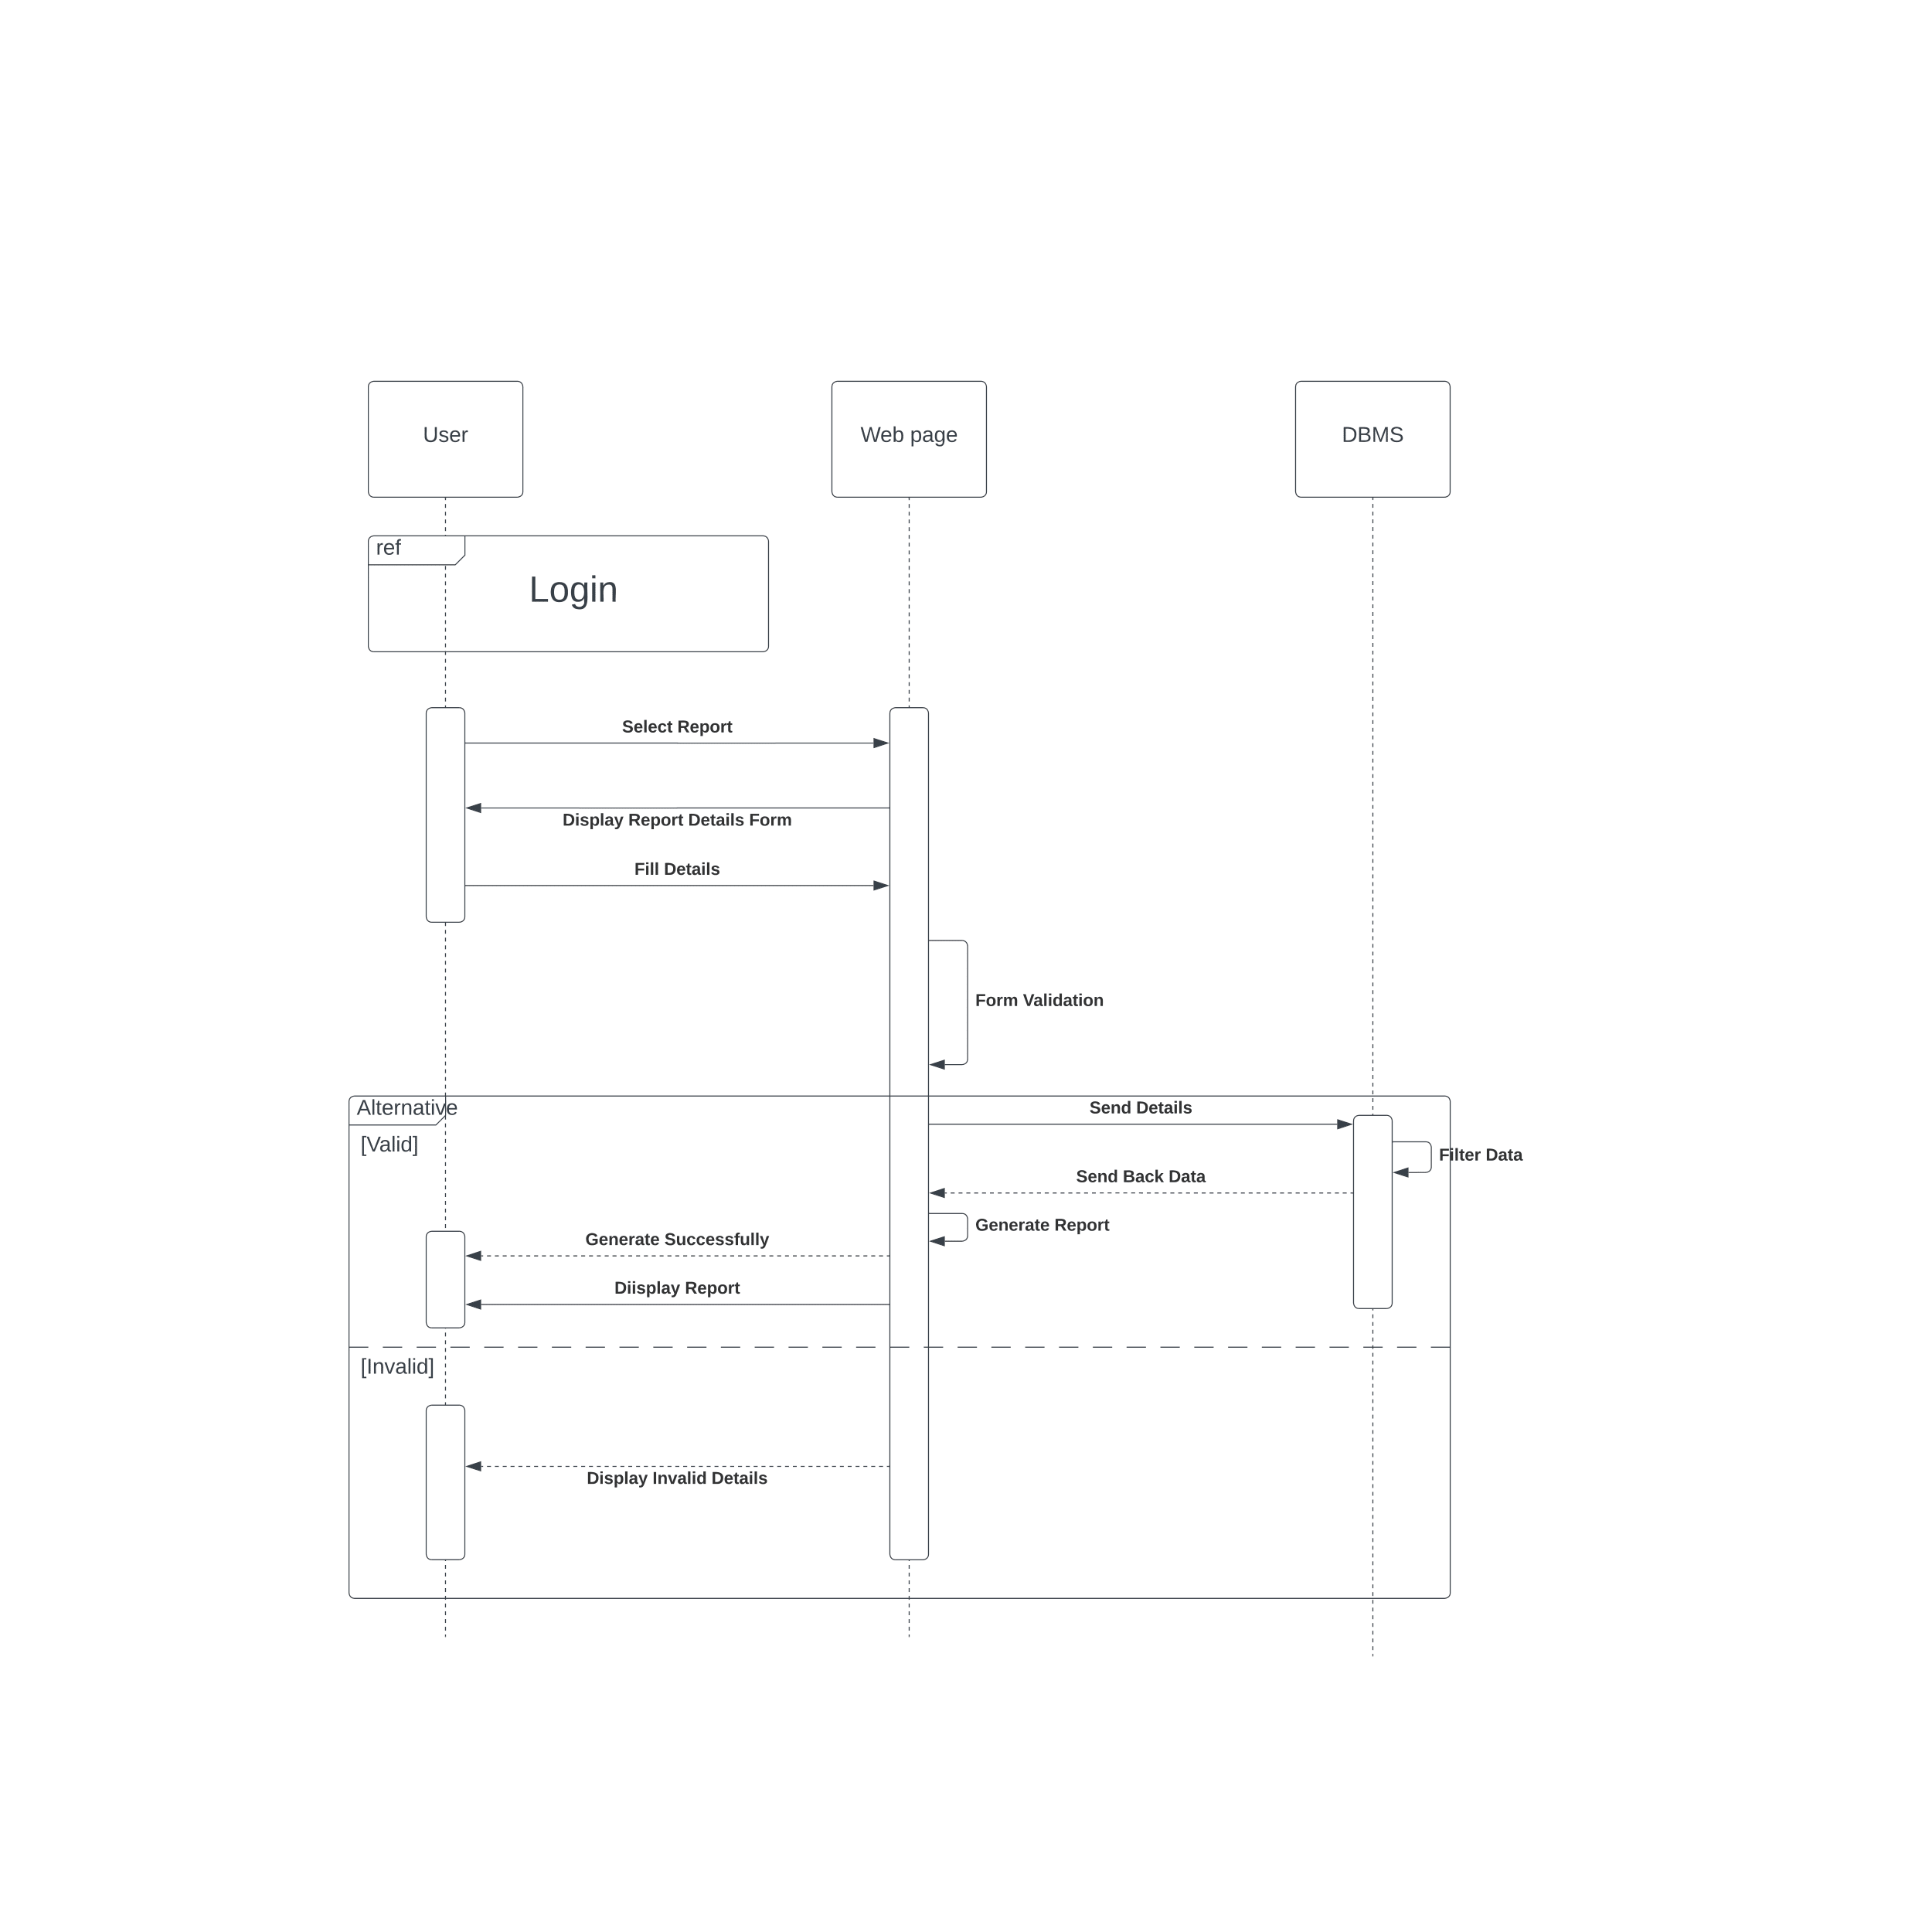 User
Web page
DBMS
ref
Login
Select Report
Display Report Details Form
Fill Details
Form Validation
Alternative
Send Details
[Valid]
Filter Data
Send Back Data
Generate Report
Generate Successfully
Diisplay Report
[Invalid]
Display Invalid Details